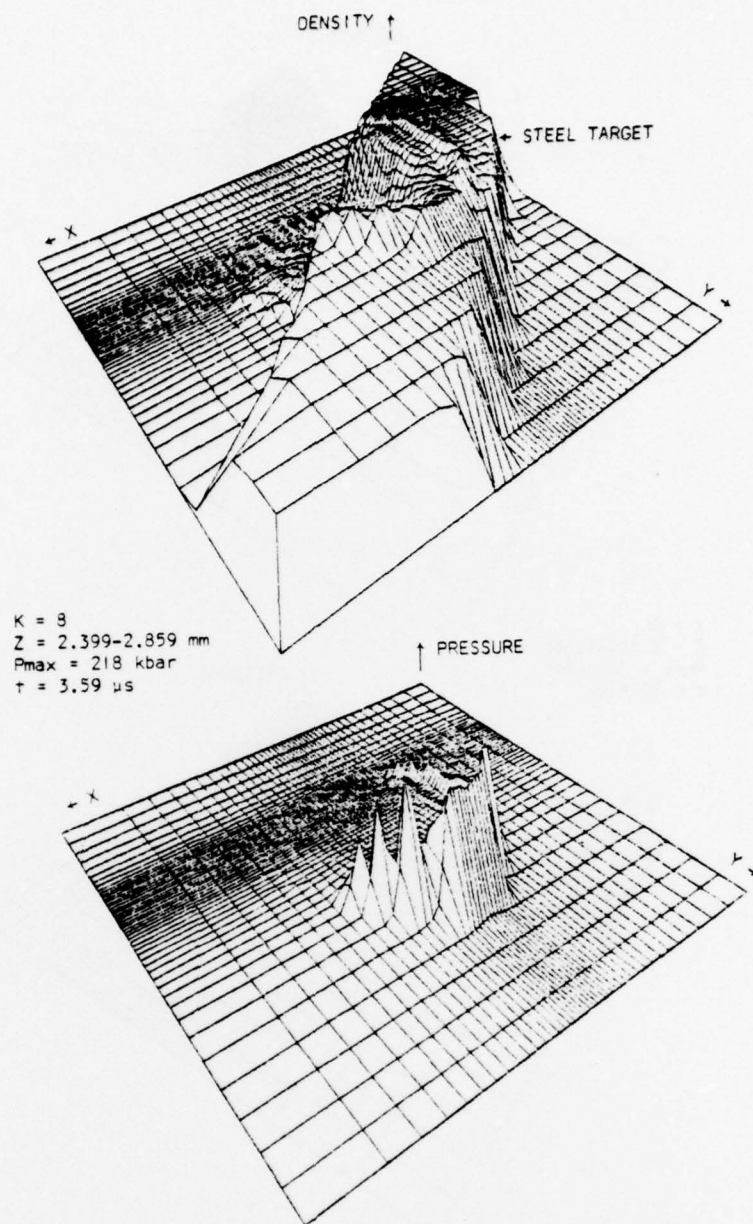 DENSITY ↑
← STEEL TARGET
← X
Y →
K = 8
Z = 2.399-2.859 mm
Pmax = 218 kbar
t = 3.59 μs
↑ PRESSURE
← X
Y →